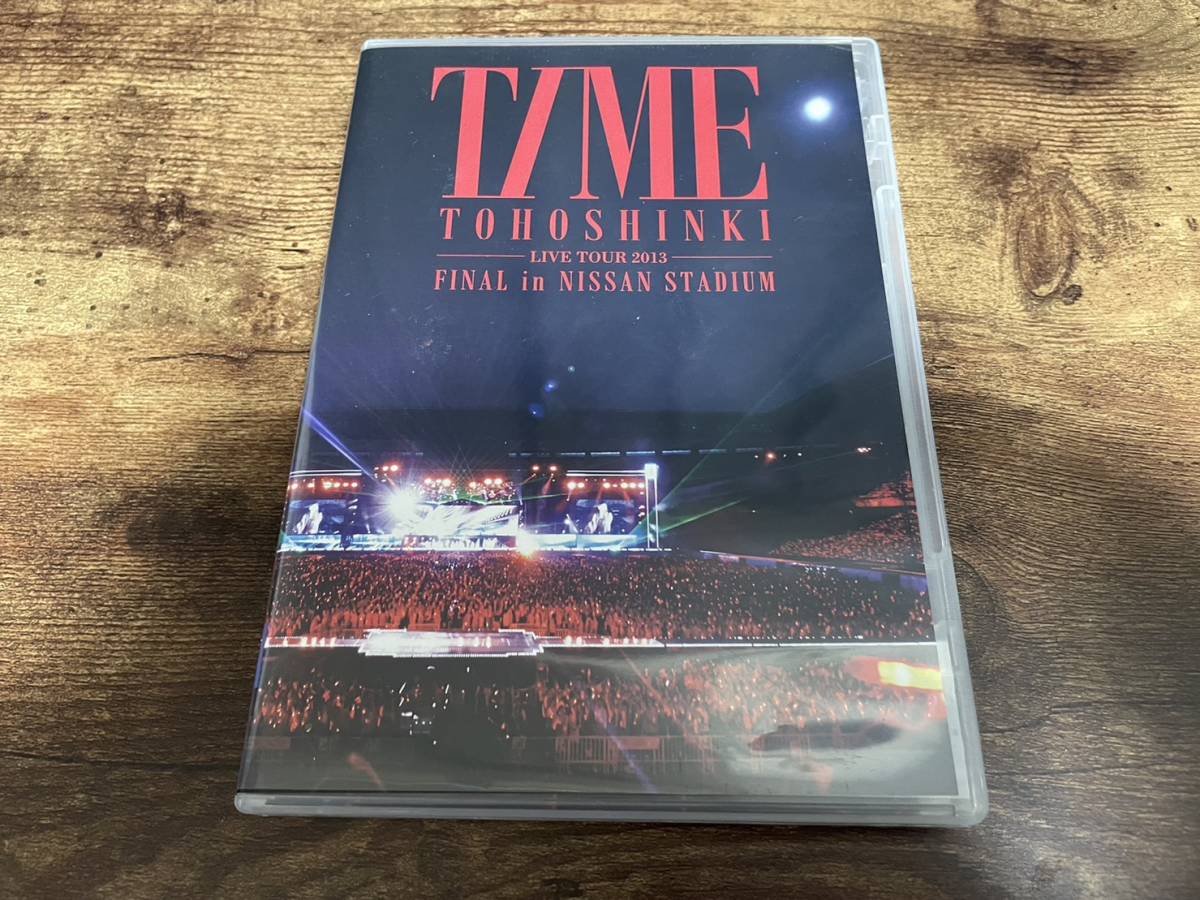 TIME
TOHOSHINKI
LIVE TOUR 2013
FINAL in NISSAN STADIUM